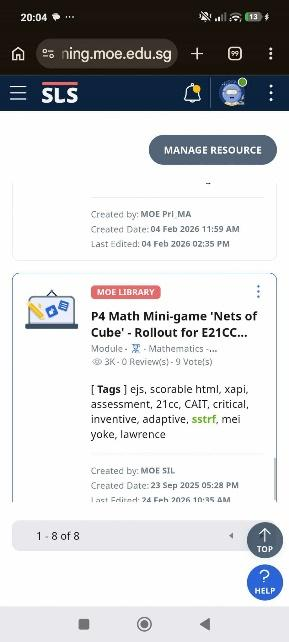 20:04
13
ning.moe.edu.sg
99
SLS
MANAGE RESOURCE
Created by: MOE Pri_MA
Created Date: 04 Feb 2026 11:59 AM
Last Edited: 04 Feb 2026 02:35 PM
MOE LIBRARY
P4 Math Mini-game 'Nets of
Cube' - Rollout for E21CC...
Module - 数 - Mathematics -...
3K - 0 Review(s) - 9 Vote(s)
[ Tags ] ejs, scorable html, xapi,
assessment, 21cc, CAIT, critical,
inventive, adaptive, sstrf, mei
yoke, lawrence
Created by: MOE SIL
Created Date: 23 Sep 2025 05:28 PM
Last Edited: 24 Feb 2026 10:35 AM
1 - 8 of 8
TOP
?
HELP